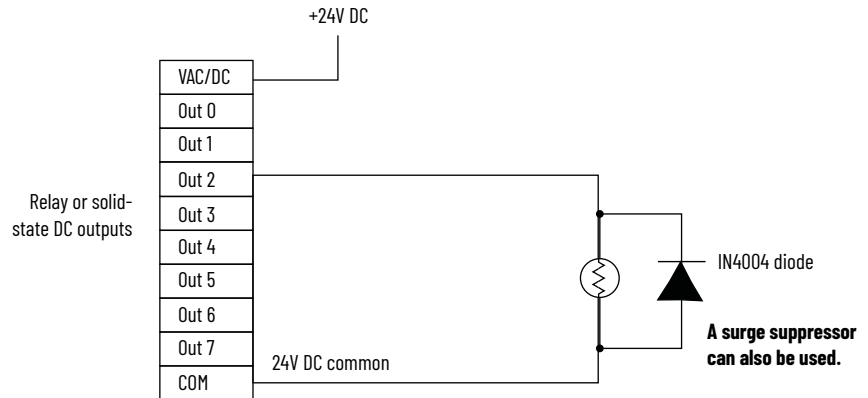 +24V DC
VAC/DC
Out 0
Out 1
Out 2
Out 3
Out 4
Out 5
Out 6
Out 7
COM
Relay or solid-
state DC outputs
24V DC common
IN4004 diode
A surge suppressor
can also be used.